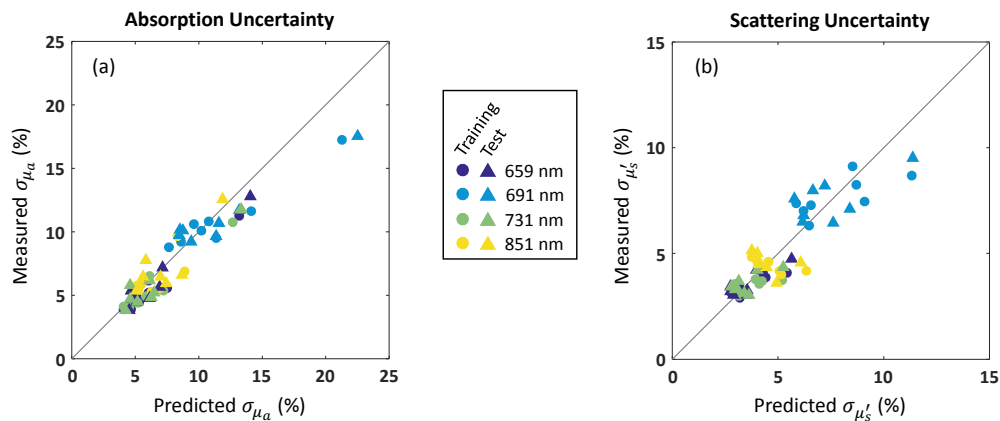 Absorption Uncertainty
(a)
25
20
15
10
5
0
0 5 10 15 20 25
Measured σμₐ (%)
Predicted σμₐ (%)
Training
Test
659 nm
691 nm
731 nm
851 nm
Scattering Uncertainty
(b)
15
10
5
0
0 5 10 15
Measured σμₛ′ (%)
Predicted σμₛ′ (%)